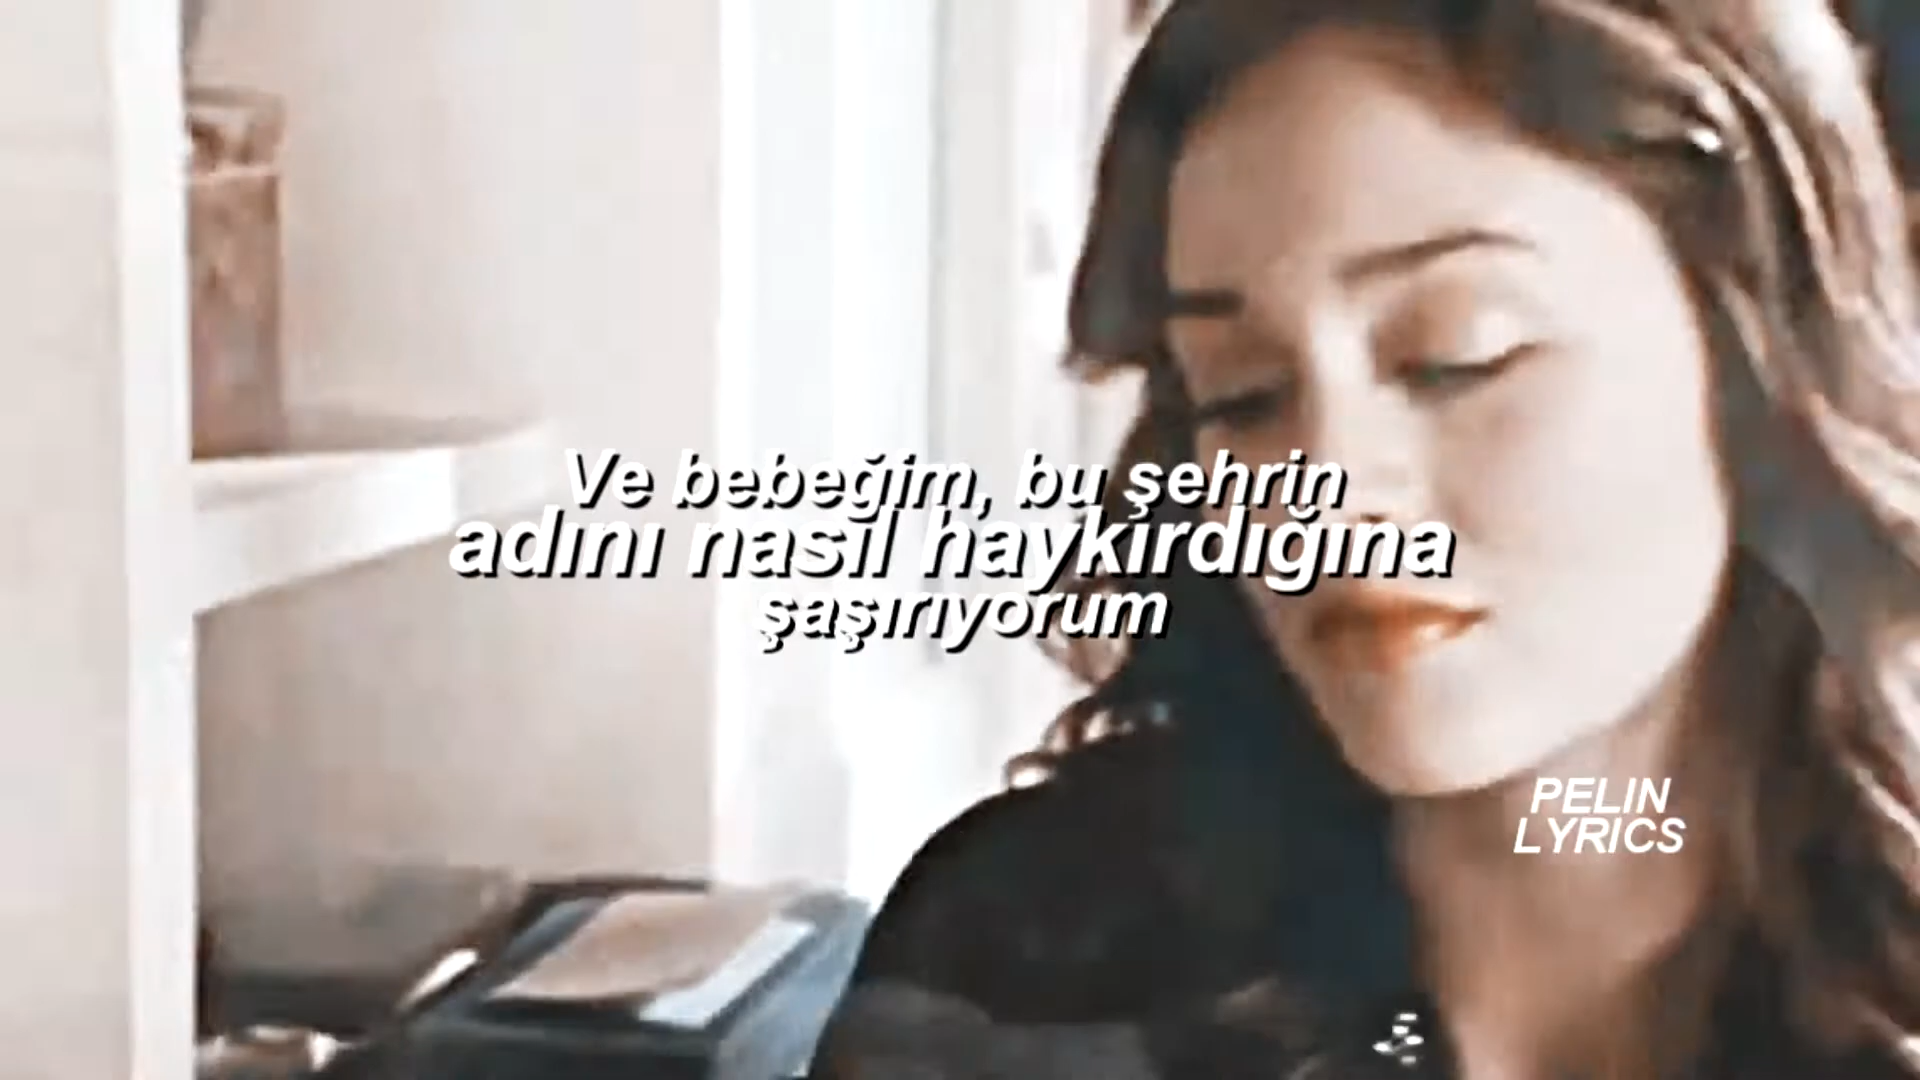 Ve bebeğim, bu şehrin
adını nasıl haykırdığına
şaşırıyorum
PELIN
LYRICS